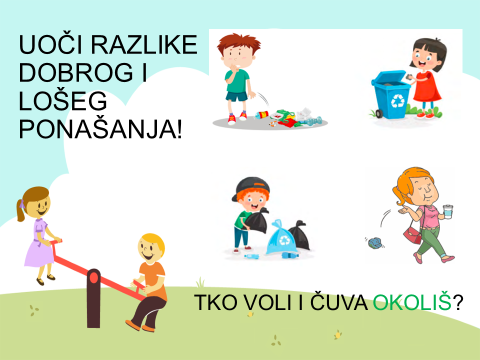 UOČI RAZLIKE
DOBROG I
LOŠEG
PONAŠANJA!
TKO VOLI I ČUVA OKOLIŠ?